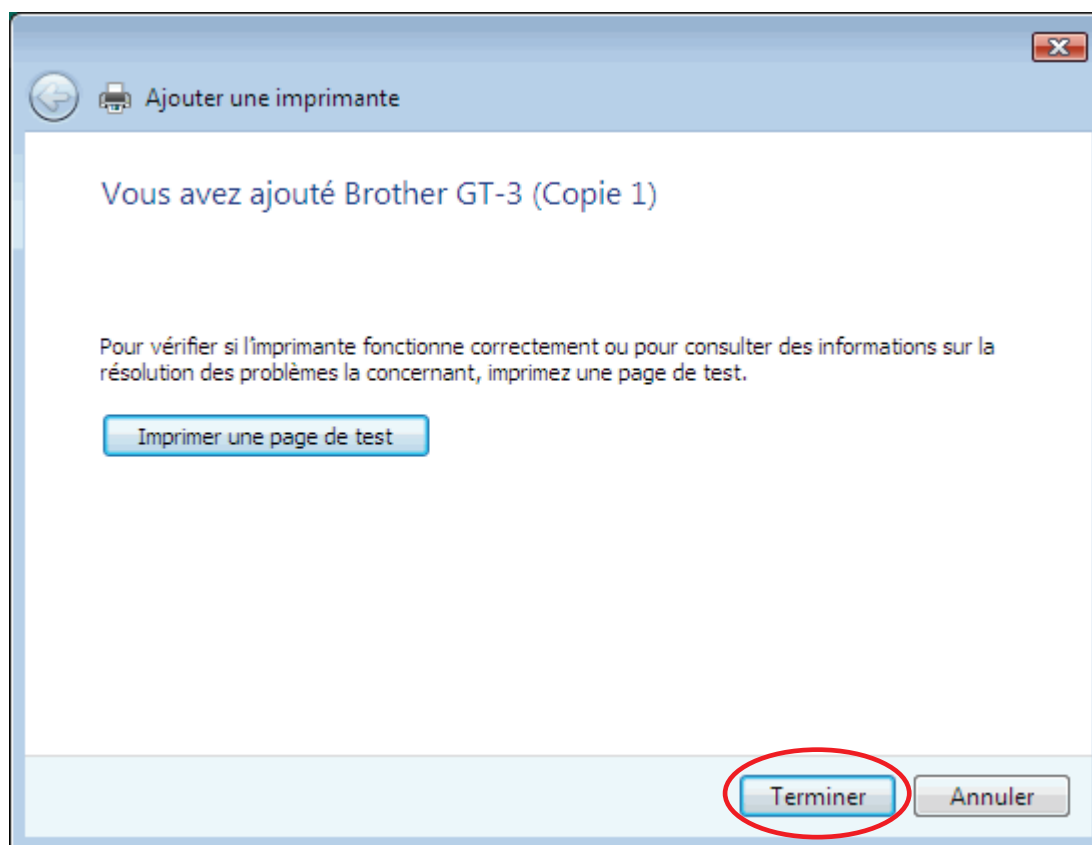 Ajouter une imprimante
Vous avez ajouté Brother GT-3 (Copie 1)
Pour vérifier si l'imprimante fonctionne correctement ou pour consulter des informations sur la
résolution des problèmes la concernant, imprimez une page de test.
Imprimer une page de test
Terminer
Annuler